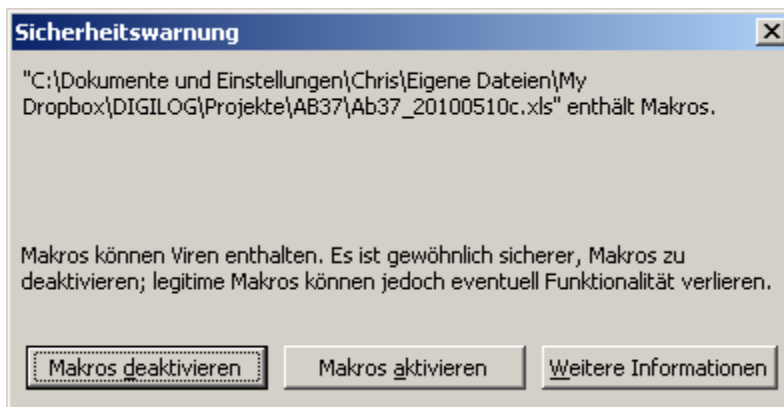 Sicherheitswarnung
"C:\Dokumente und Einstellungen\Chris\Eigene Dateien\My
Dropbox\DIGILOG\Projekte\AB37\Ab37_20100510c.xls" enthält Makros.
Makros können Viren enthalten. Es ist gewöhnlich sicherer, Makros zu
deaktivieren; legitime Makros können jedoch eventuell Funktionalität verlieren.
Makros deaktivieren Makros aktivieren Weitere Informationen